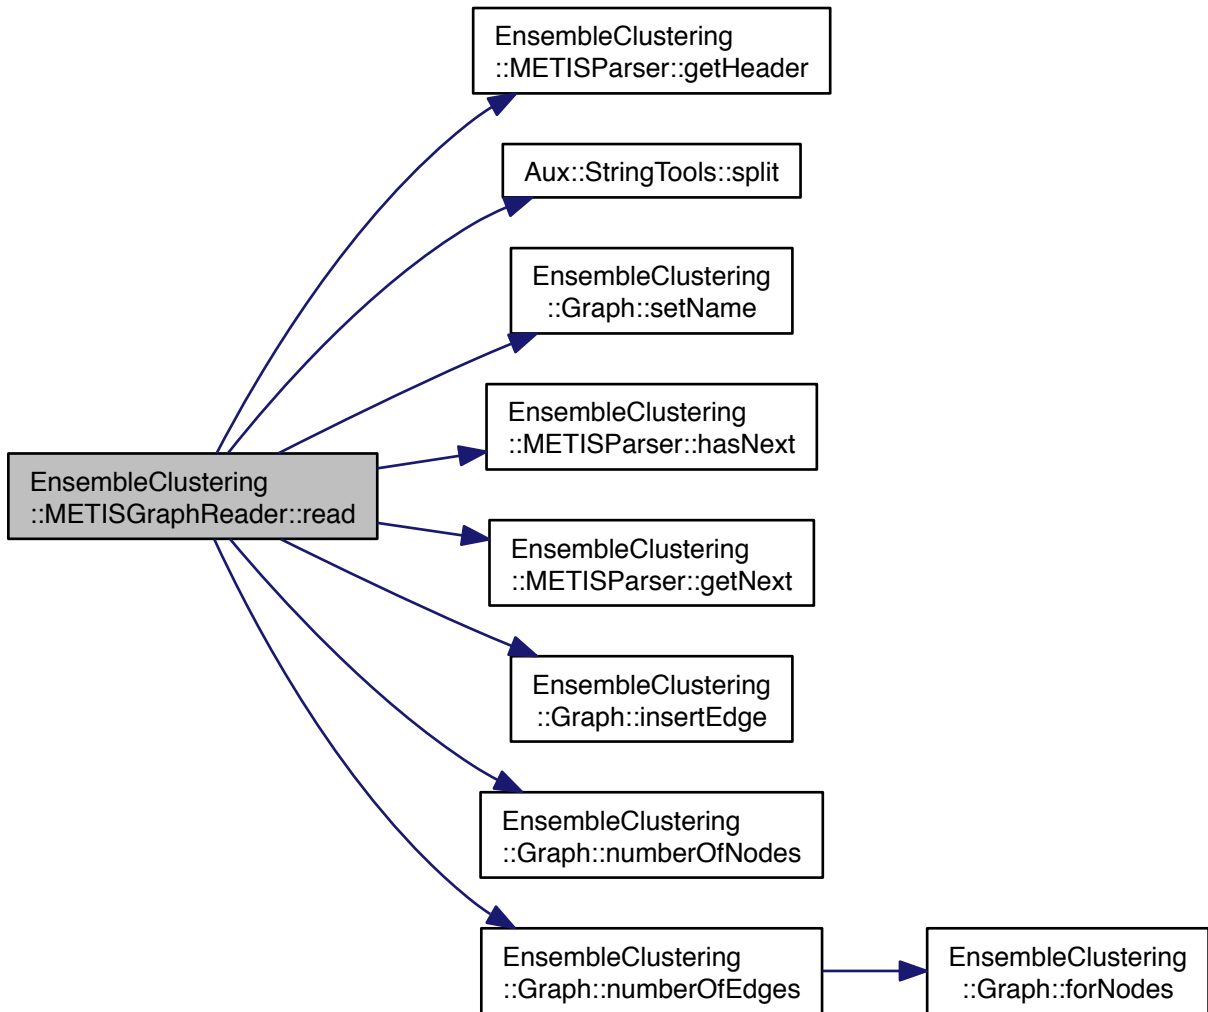 EnsembleClustering
::METISParser::getHeader
Aux::StringTools::split
EnsembleClustering
::Graph::setName
EnsembleClustering
::METISParser::hasNext
EnsembleClustering
::METISGraphReader::read
EnsembleClustering
::METISParser::getNext
EnsembleClustering
::Graph::insertEdge
EnsembleClustering
::Graph::numberOfNodes
EnsembleClustering
::Graph::numberOfEdges
EnsembleClustering
::Graph::forNodes